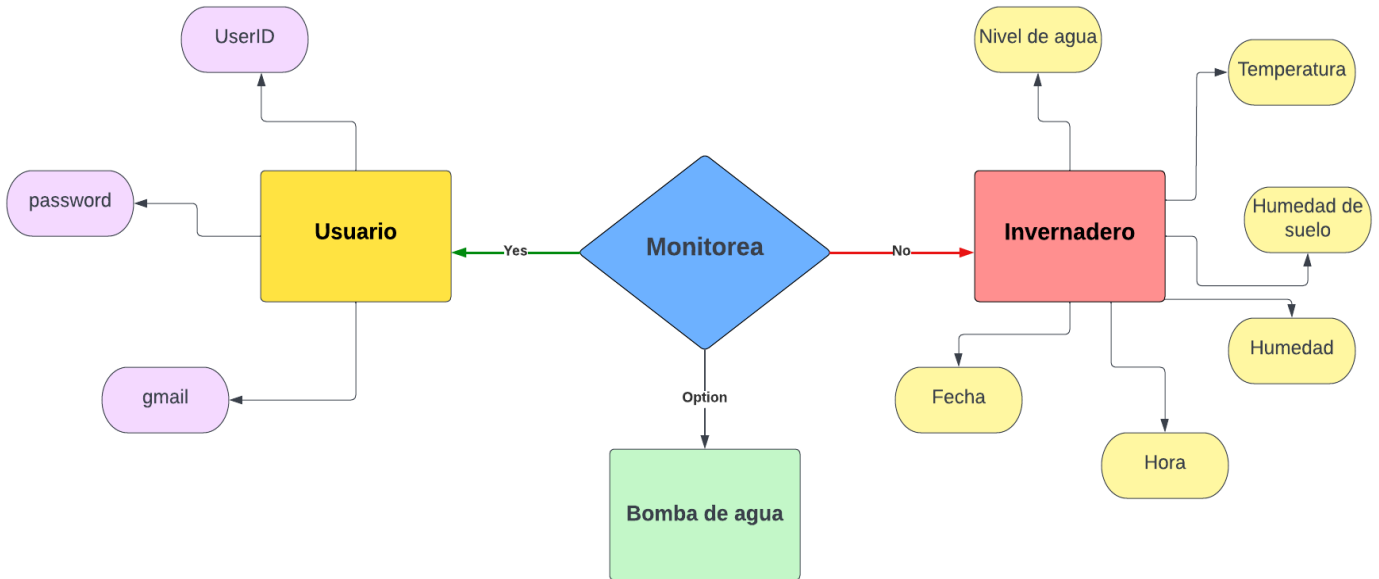 UserID
Nivel de agua
Temperatura
password
Usuario
Yes
Monitorea
No
Invernadero
Humedad de
suelo
Humedad
gmail
Option
Fecha
Hora
Bomba de agua